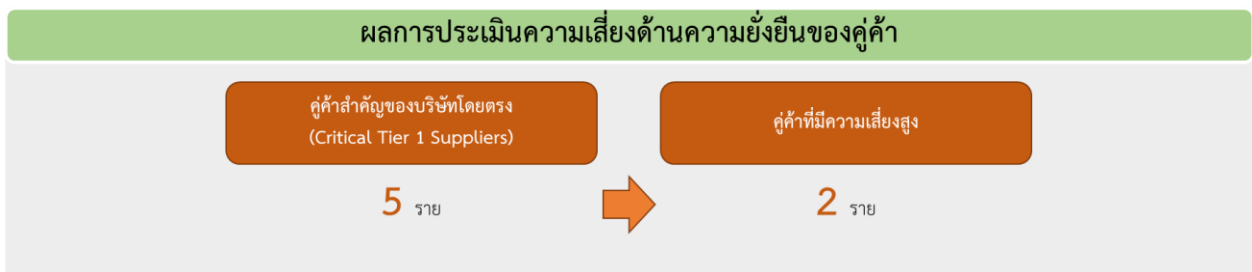 ผลการประเมินความเสี่ยงด้านความยั่งยืนของคู่ค้า
คู่ค้าสำคัญของบริษัทโดยตรง
(Critical Tier 1 Suppliers)
คู่ค้าที่มีความเสี่ยงสูง
5 ราย
2 ราย